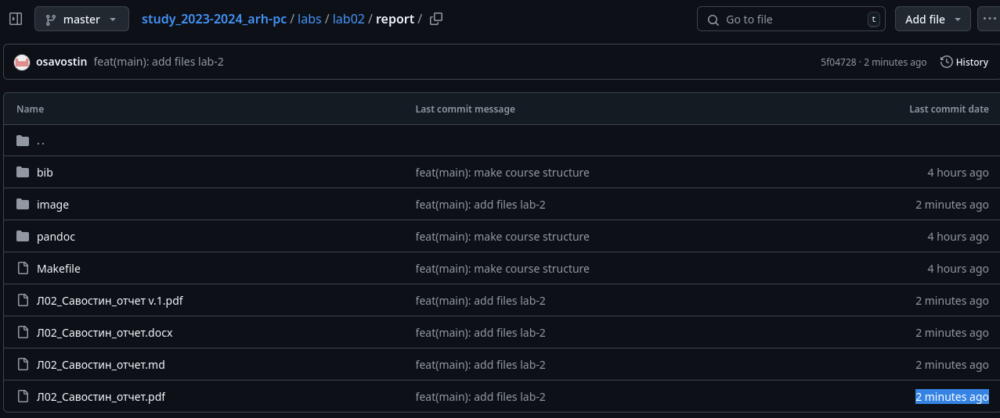 master study_2023-2024_arh-pc / labs / lab02 / report / Go to file t Add file ...
osavostin feat(main): add files lab-2 5f04728 · 2 minutes ago History
Name Last commit message Last commit date
..
bib feat(main): make course structure 4 hours ago
image feat(main): add files lab-2 2 minutes ago
pandoc feat(main): make course structure 4 hours ago
Makefile feat(main): make course structure 4 hours ago
Л02_Савостин_отчет v.1.pdf feat(main): add files lab-2 2 minutes ago
Л02_Савостин_отчет.docx feat(main): add files lab-2 2 minutes ago
Л02_Савостин_отчет.md feat(main): add files lab-2 2 minutes ago
Л02_Савостин_отчет.pdf feat(main): add files lab-2 2 minutes ago